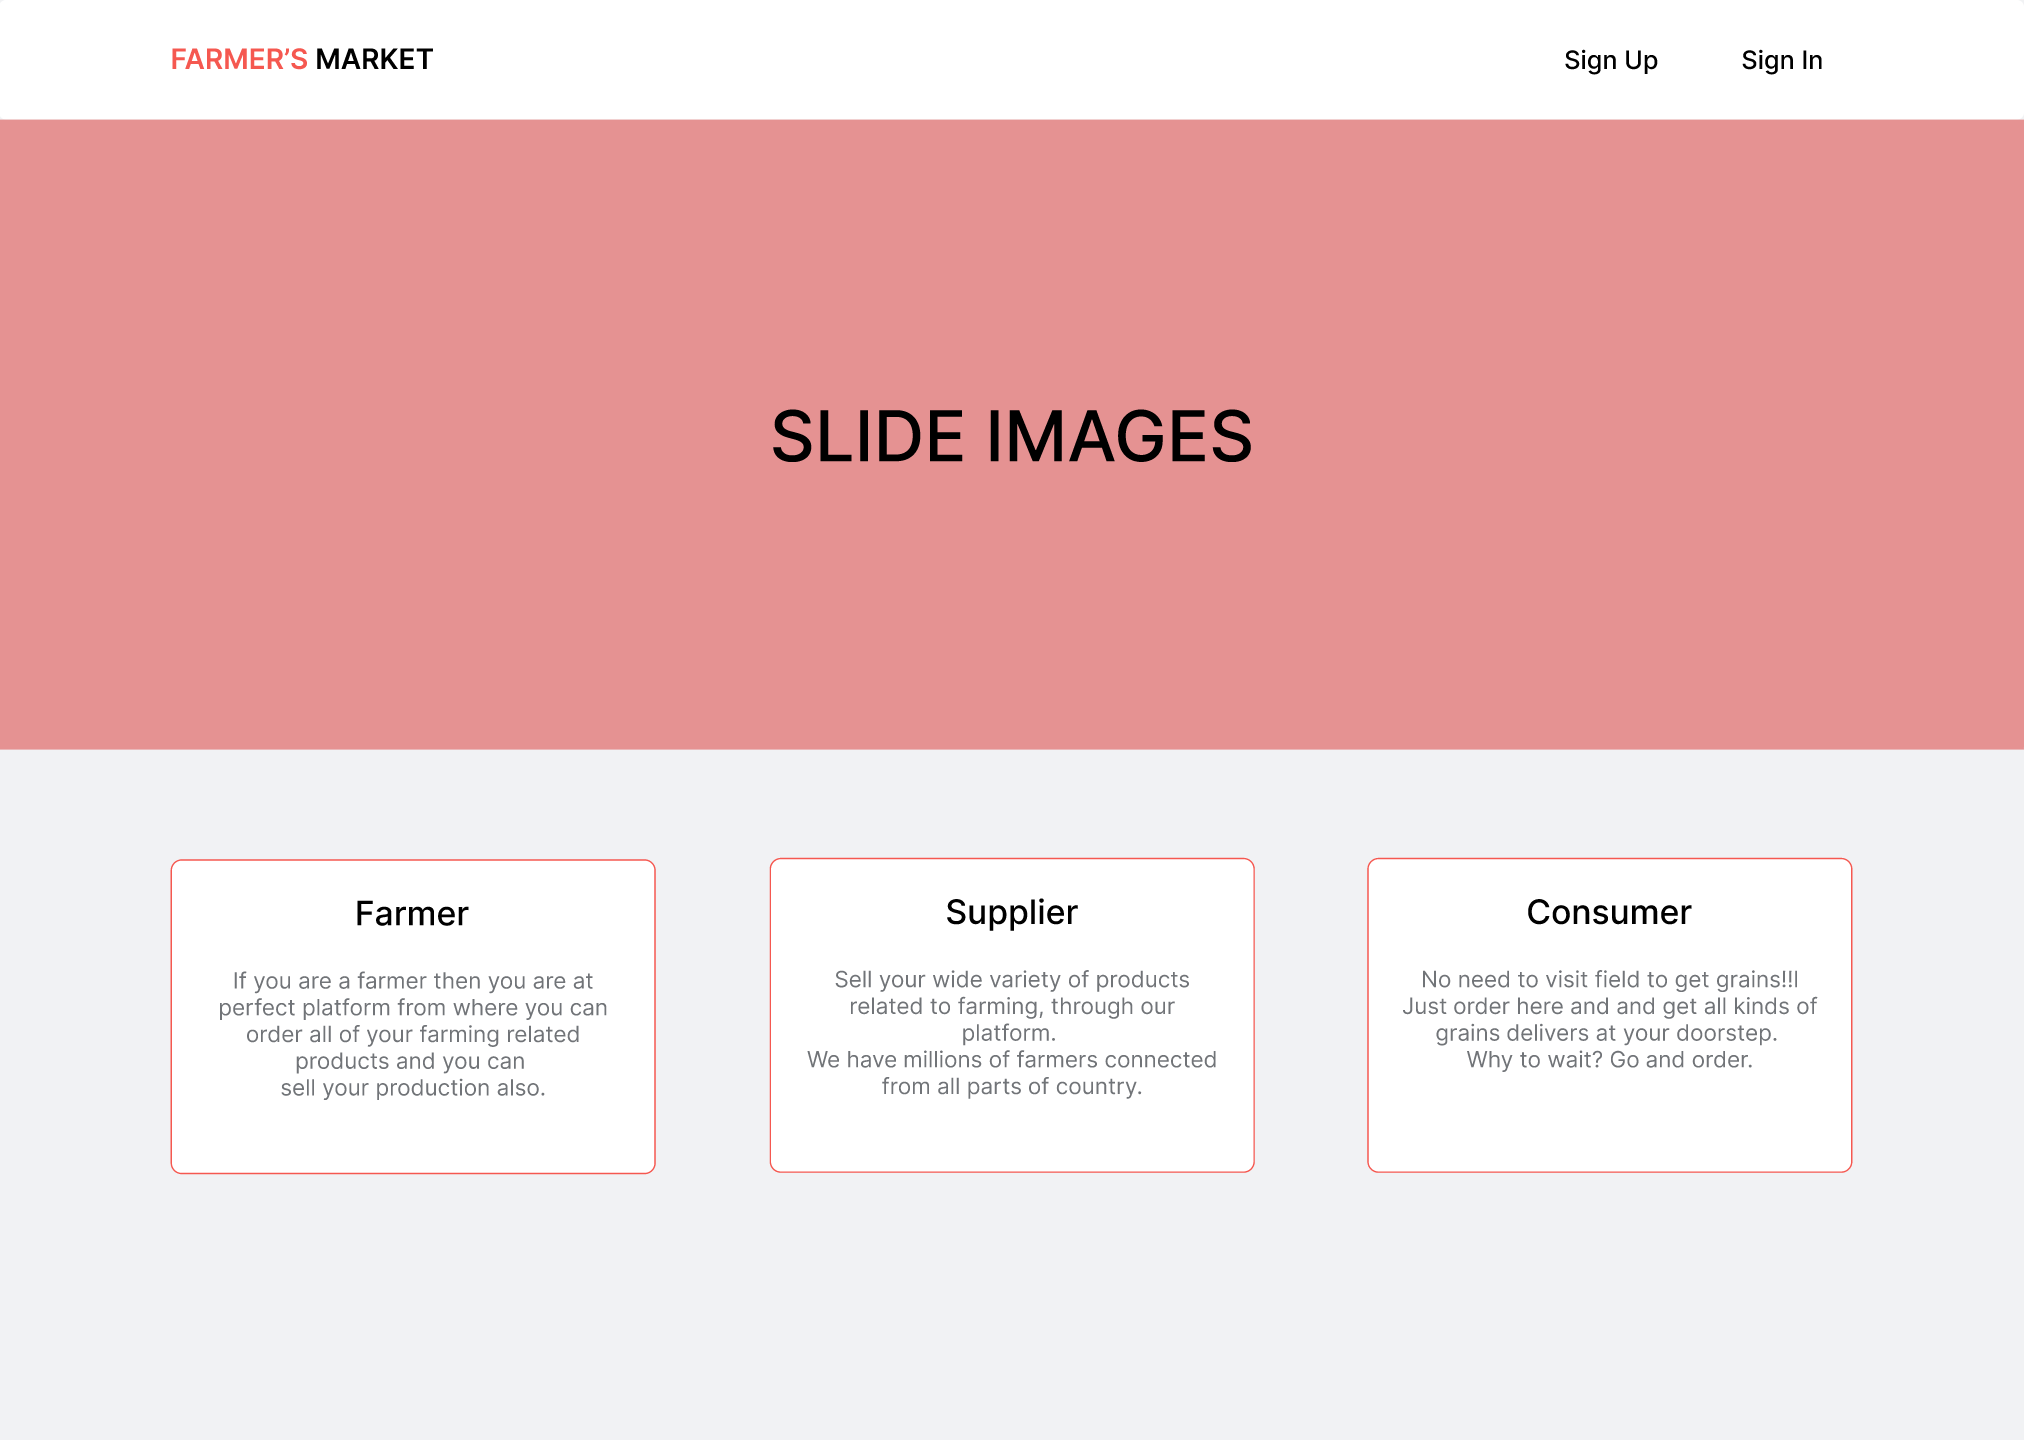 FARMER’S MARKET
Sign Up
Sign In
SLIDE IMAGES
Farmer
If you are a farmer then you are at
perfect platform from where you can
order all of your farming related
products and you can
sell your production also.
Supplier
Sell your wide variety of products
related to farming, through our
platform.
We have millions of farmers connected
from all parts of country.
Consumer
No need to visit field to get grains!!!
Just order here and and get all kinds of
grains delivers at your doorstep.
Why to wait? Go and order.